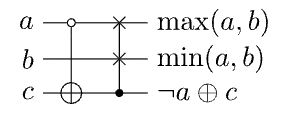 a max(a, b)
b min(a, b)
c ¬a ⊕ c